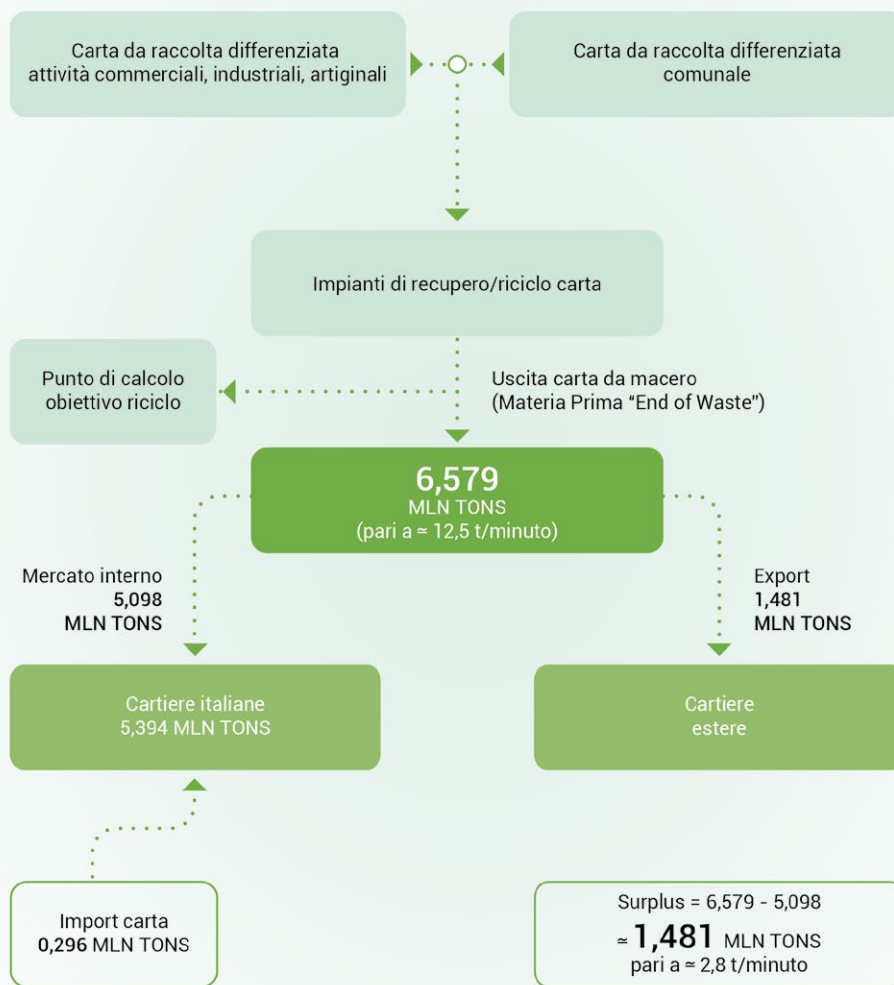 Carta da raccolta differenziata
attività commerciali, industriali, artiginali
Carta da raccolta differenziata
comunale
Impianti di recupero/riciclo carta
Punto di calcolo
obiettivo riciclo
Uscita carta da macero
(Materia Prima “End of Waste”)
6,579
MLN TONS
(pari a ≃ 12,5 t/minuto)
Mercato interno
5,098
MLN TONS
Export
1,481
MLN TONS
Cartiere italiane
5,394 MLN TONS
Cartiere
estere
Import carta
0,296 MLN TONS
Surplus = 6,579 - 5,098
≃ 1,481 MLN TONS
pari a ≃ 2,8 t/minuto